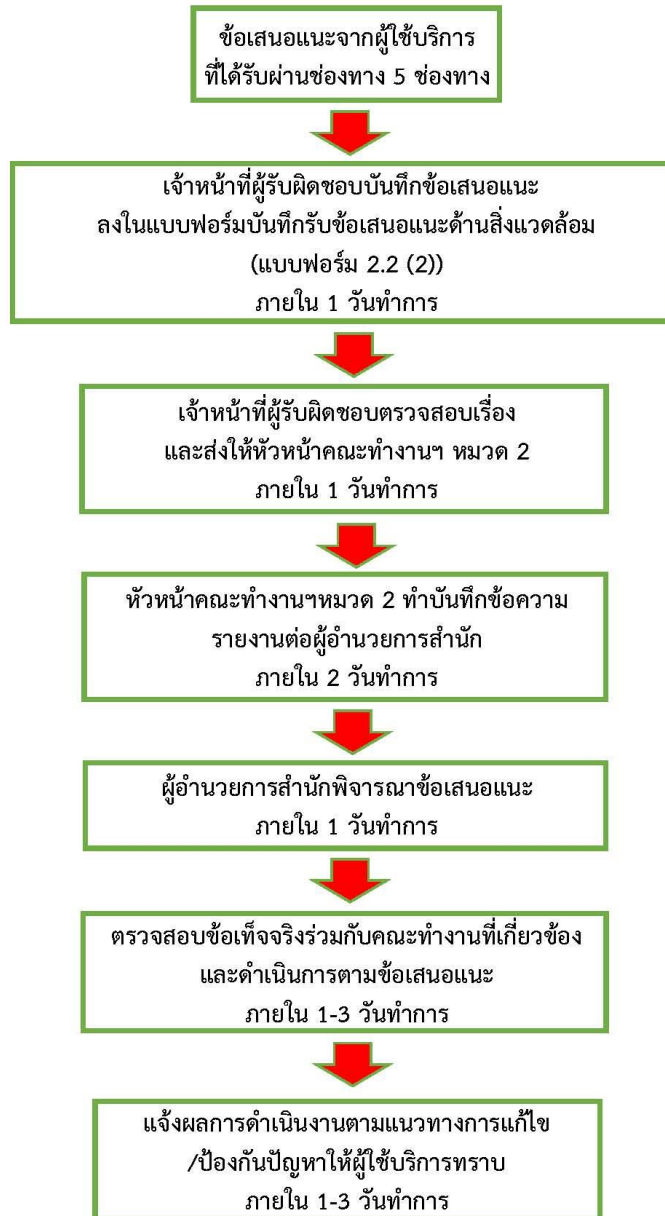 ข้อเสนอแนะจากผู้ใช้บริการ
ที่ได้รับผ่านช่องทาง 5 ช่องทาง
เจ้าหน้าที่ผู้รับผิดชอบบันทึกข้อเสนอแนะ
ลงในแบบฟอร์มบันทึกรับข้อเสนอแนะด้านสิ่งแวดล้อม
(แบบฟอร์ม 2.2 (2))
ภายใน 1 วันทำการ
เจ้าหน้าที่ผู้รับผิดชอบตรวจสอบเรื่อง
และส่งให้หัวหน้าคณะทำงานฯ หมวด 2
ภายใน 1 วันทำการ
หัวหน้าคณะทำงานฯหมวด 2 ทำบันทึกข้อความ
รายงานต่อผู้อำนวยการสำนัก
ภายใน 2 วันทำการ
ผู้อำนวยการสำนักพิจารณาข้อเสนอแนะ
ภายใน 1 วันทำการ
ตรวจสอบข้อเท็จจริงร่วมกับคณะทำงานที่เกี่ยวข้อง
และดำเนินการตามข้อเสนอแนะ
ภายใน 1-3 วันทำการ
แจ้งผลการดำเนินงานตามแนวทางการแก้ไข
/ป้องกันปัญหาให้ผู้ใช้บริการทราบ
ภายใน 1-3 วันทำการ